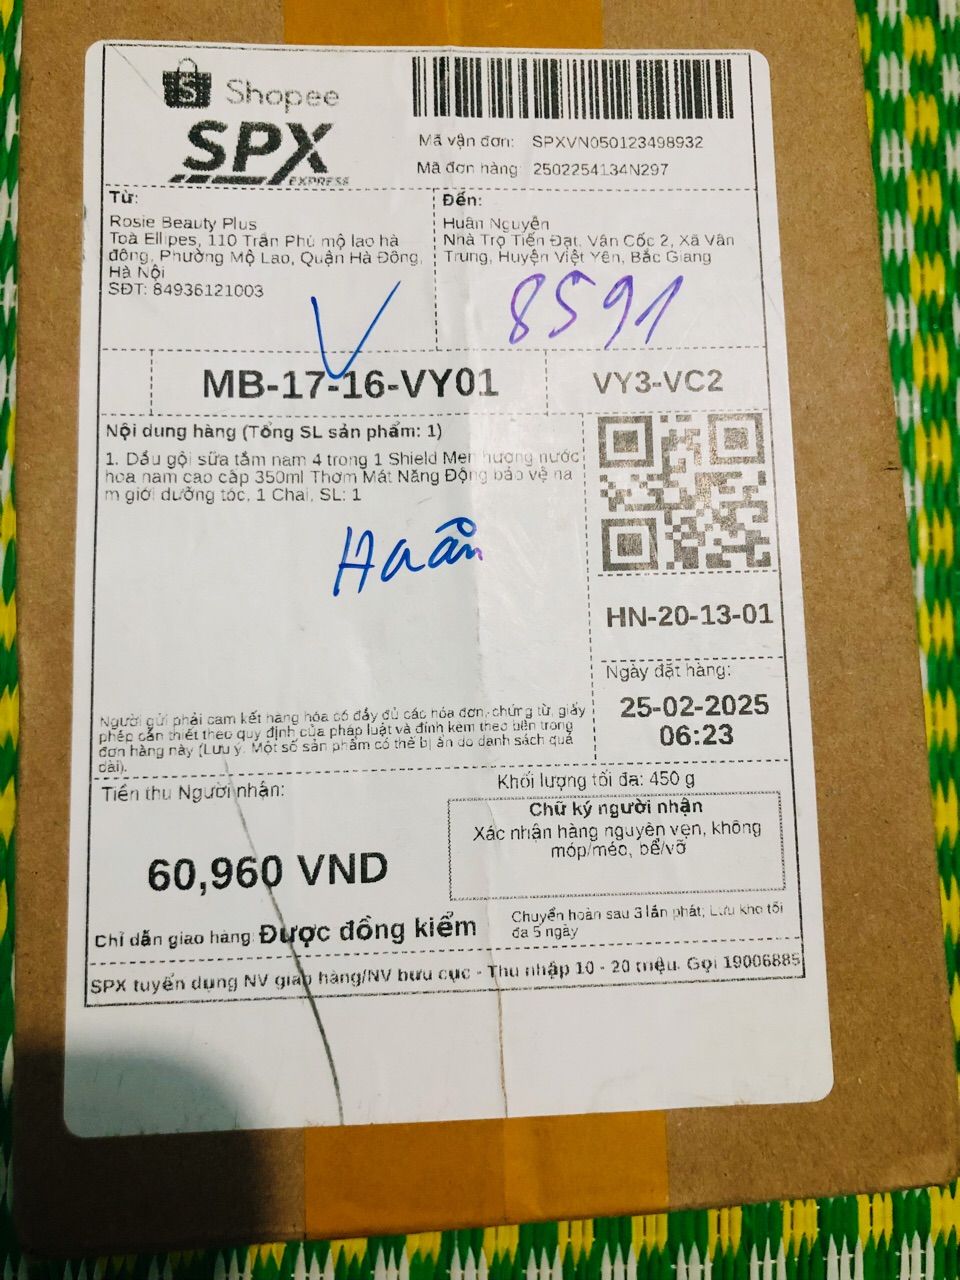 Shopee
SPX
EXPRESS
Mã vận đơn: SPXVN050123498932
Mã đơn hàng: 2502254134N297
Từ:
Rosie Beauty Plus
Toà Ellipes, 110 Trần Phú mộ lao hà
đông, Phường Mộ Lao, Quận Hà Đông,
Hà Nội
SĐT: 84936121003
Đến:
Huân Nguyễn
Nhà Trọ Tiến Đạt, Vân Cốc 2, Xã Vân
Trung, Huyện Việt Yên, Bắc Giang
8591
V
MB-17-16-VY01
VY3-VC2
Nội dung hàng (Tổng SL sản phẩm: 1)
1. Dầu gội sữa tắm nam 4 trong 1 Shield Men hương nước
hoa nam cao cấp 350ml Thơm Mát Năng Động bảo vệ na
m giới dưỡng tóc, 1 Chai, SL: 1
Huân
HN-20-13-01
Ngày đặt hàng:
25-02-2025
06:23
Người gửi phải cam kết hàng hóa có đầy đủ các hóa đơn, chứng từ, giấy
phép cần thiết theo quy định của pháp luật và đính kèm theo bên trong
đơn hàng này (Lưu ý: Một số sản phẩm có thể bị ẩn do danh sách quá
dài).
Tiền thu Người nhận:
60,960 VND
Khối lượng tối đa: 450 g
Chữ ký người nhận
Xác nhận hàng nguyên vẹn, không
móp/méo, bể/vỡ
Chỉ dẫn giao hàng: Được đồng kiểm
Chuyển hoàn sau 3 lần phát; Lưu kho tối
đa 5 ngày
SPX tuyển dụng NV giao hàng/NV bưu cục - Thu nhập 10 - 20 triệu. Gọi 19006885